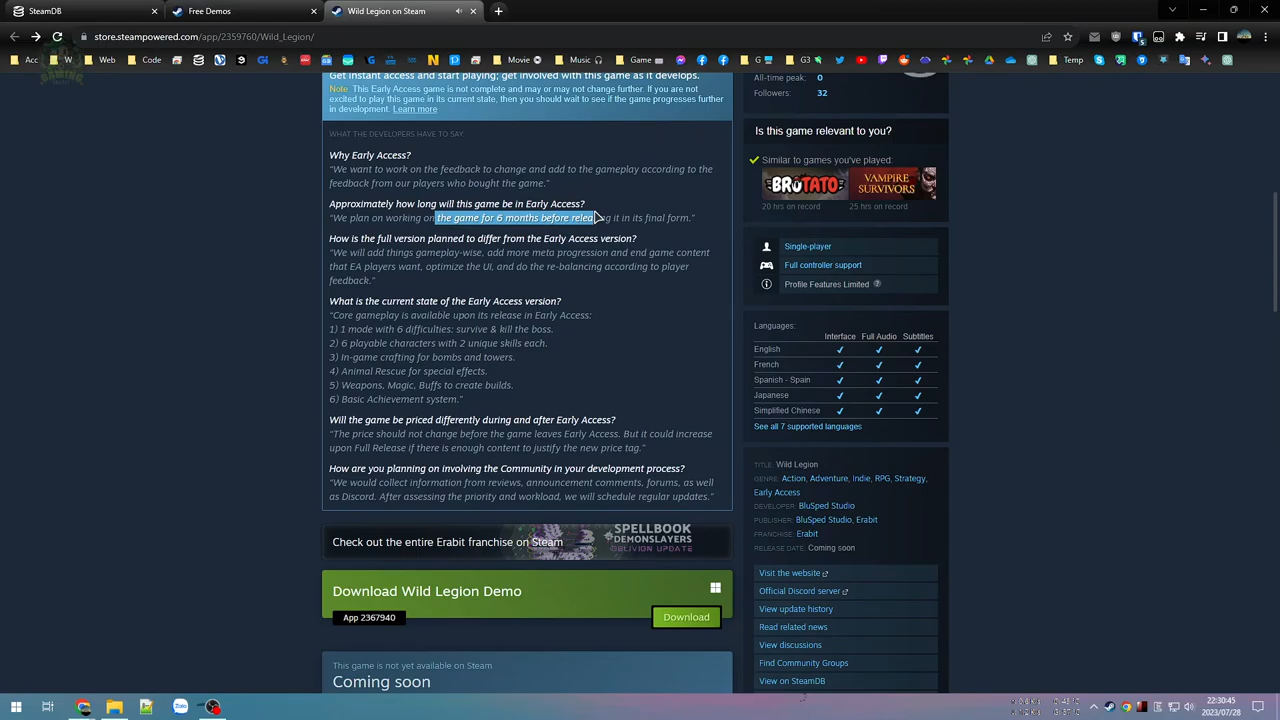 SteamDB
Free Demos
Wild Legion on Steam
store.steampowered.com/app/2359760/Wild_Legion/
Apps
Web
Movie
Music
Game
G3
Temp
Get instant access and start playing; get involved with this game as it develops.
Note: This Early Access game is not complete and may or may not change further. If you are not
excited to play this game in its current state, then you should wait to see if the game progresses further
in development. Learn more
WHAT THE DEVELOPERS HAVE TO SAY:
Why Early Access?
“We want to work on the feedback to change and add to the gameplay according to the
feedback from our players who bought the game.”
Approximately how long will this game be in Early Access?
“We plan on working on the game for 6 months before releasing it in its final form.”
How is the full version planned to differ from the Early Access version?
“We will add things gameplay-wise, add more meta progression and end game content
that EA players want, optimize the UI, and do the re-balancing according to player
feedback.”
What is the current state of the Early Access version?
“Core gameplay is available upon its release in Early Access:
1) 1 mode with 6 difficulties: survive & kill the boss.
2) 6 playable characters with 2 unique skills each.
3) In-game crafting for bombs and towers.
4) Animal Rescue for special effects.
5) Weapons, Magic, Buffs to create builds.
6) Basic Achievement system.”
Will the game be priced differently during and after Early Access?
“The price should not change before the game leaves Early Access. But it could increase
upon Full Release if there is enough content to justify the new price tag.”
How are you planning on involving the Community in your development process?
“We would collect information from reviews, announcement comments, forums, as well
as Discord. After assessing the priority and workload, we will schedule regular updates.”
Check out the entire Erabit franchise on Steam
SPELLBOOK
DEMONSLAYERS
OBLIVION UPDATE
Download Wild Legion Demo
App 2367940
Download
This game is not yet available on Steam
Coming soon
All-time peak: 0
Followers: 32
Is this game relevant to you?
Similar to games you've played:
BROTATO
VAMPIRE
SURVIVORS
20 hrs on record
25 hrs on record
Single-player
Full controller support
Profile Features Limited ?
Languages:
Interface Full Audio Subtitles
English ✔ ✔ ✔
French ✔ ✔ ✔
Spanish - Spain ✔ ✔ ✔
Japanese ✔ ✔ ✔
Simplified Chinese ✔ ✔ ✔
See all 7 supported languages
TITLE: Wild Legion
GENRE: Action, Adventure, Indie, RPG, Strategy,
Early Access
DEVELOPER: BluSped Studio
PUBLISHER: BluSped Studio, Erabit
FRANCHISE: Erabit
RELEASE DATE: Coming soon
Visit the website
Official Discord server
View update history
Read related news
View discussions
Find Community Groups
View on SteamDB
22:30:45
2023/07/28